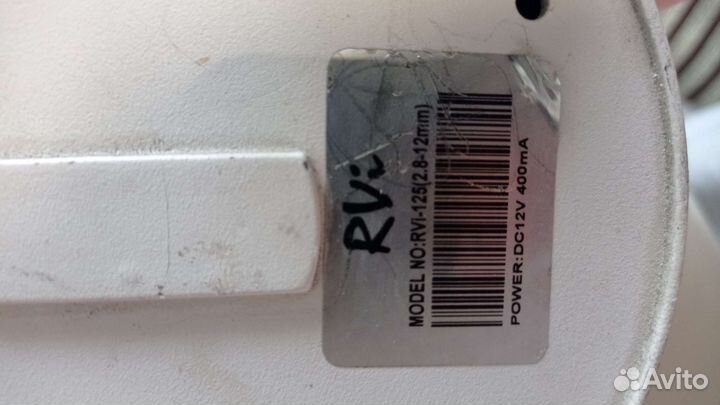 RVi
MODEL NO:RVI-125(2.8-12mm)
POWER:DC12V 400mA
Avito